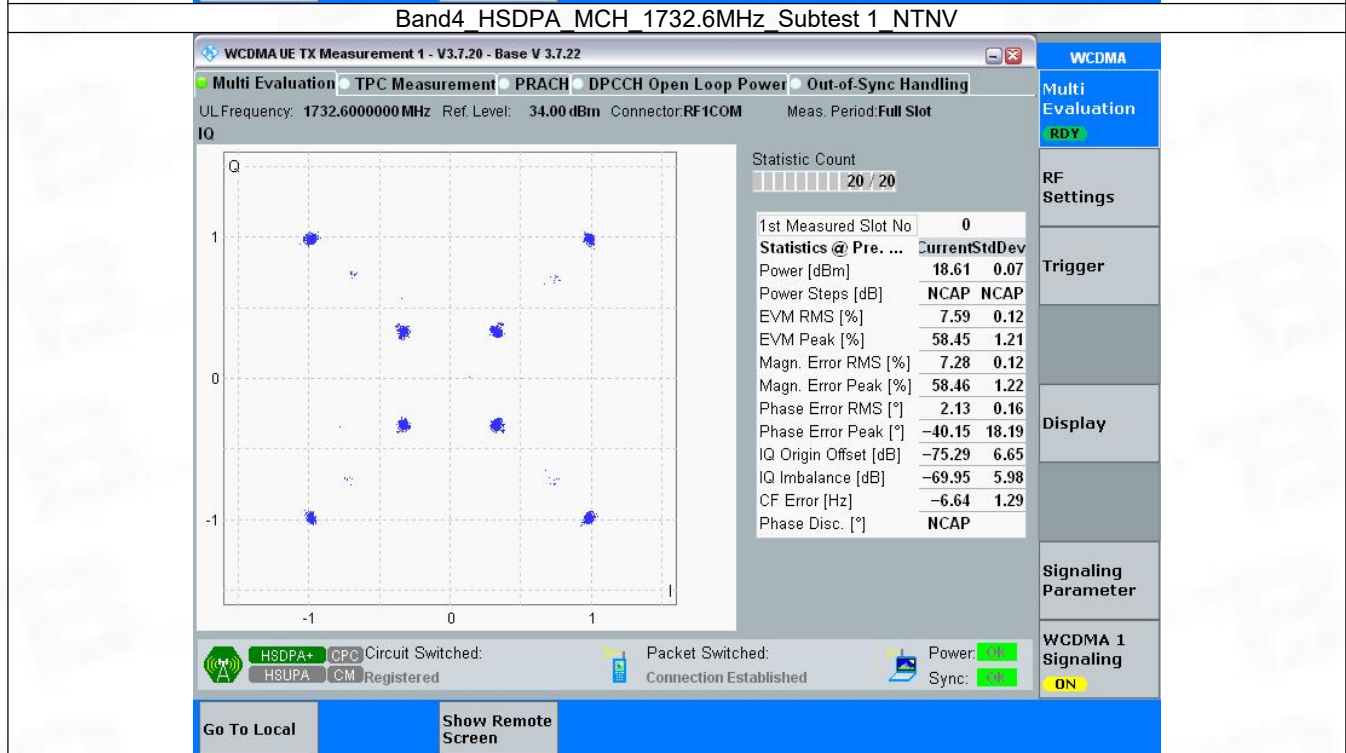 Band4_HSDPA_MCH_1732.6MHz_Subtest 1_NTNV
WCDMA UE TX Measurement 1 - V3.7.20 - Base V 3.7.22
WCDMA
Multi Evaluation TPC Measurement PRACH DPCCH Open Loop Power Out-of-Sync Handling
Multi
Evaluation
RDY
UL Frequency: 1732.6000000 MHz Ref. Level: 34.00 dBm Connector: RF1COM Meas. Period: Full Slot
IQ
Q
1
0
-1
-1 0 1
I
Statistic Count
20 / 20
1st Measured Slot No 0
Statistics @ Pre. ... Current StdDev
Power [dBm] 18.61 0.07
Power Steps [dB] NCAP NCAP
EVM RMS [%] 7.59 0.12
EVM Peak [%] 58.45 1.21
Magn. Error RMS [%] 7.28 0.12
Magn. Error Peak [%] 58.46 1.22
Phase Error RMS [°] 2.13 0.16
Phase Error Peak [°] −40.15 18.19
IQ Origin Offset [dB] −75.29 6.65
IQ Imbalance [dB] −69.95 5.98
CF Error [Hz] −6.64 1.29
Phase Disc. [°] NCAP
RF
Settings
Trigger
Display
Signaling
Parameter
WCDMA 1
Signaling
ON
HSDPA+ CPC Circuit Switched: Packet Switched: Power: OK
HSUPA CM Registered Connection Established Sync: OK
Go To Local
Show Remote
Screen